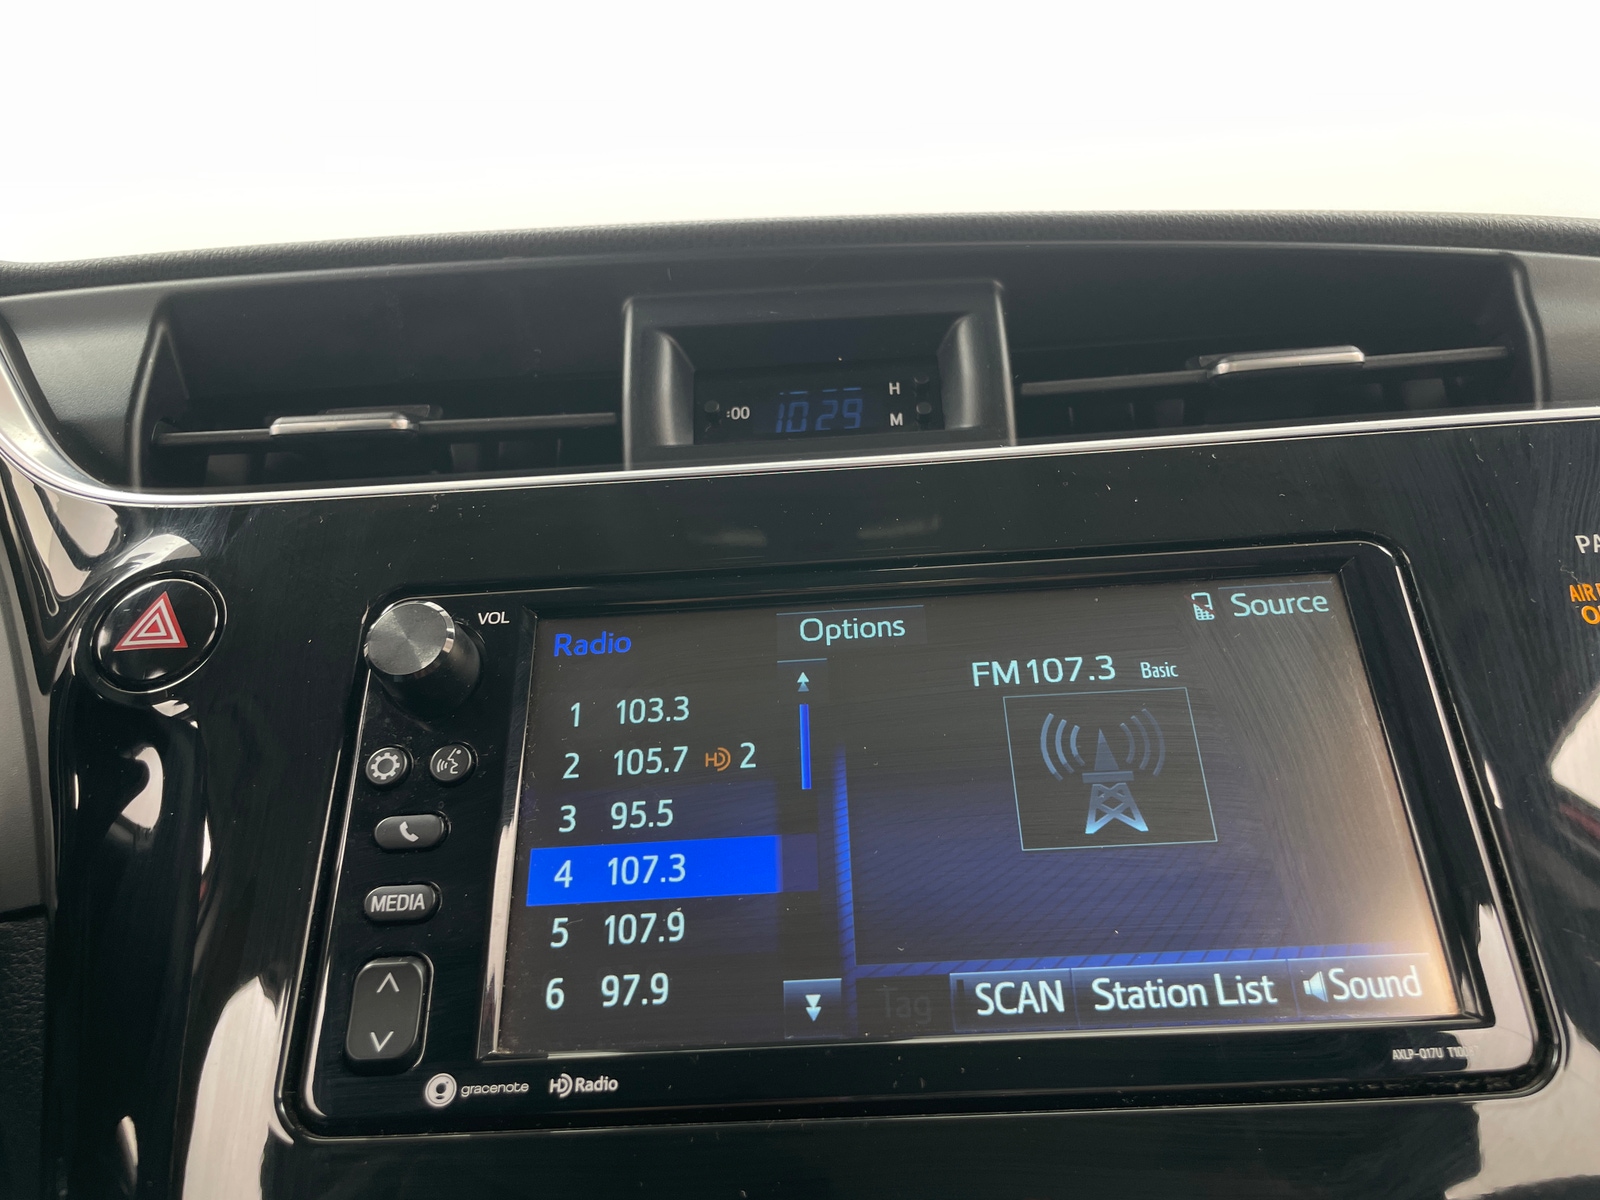 H
:00 10:29
M
VOL
Radio
Options
Source
FM 107.3 Basic
1 103.3
2 105.7 HD 2
3 95.5
4 107.3
5 107.9
6 97.9
MEDIA
Tag
SCAN
Station List
Sound
gracenote
HD Radio